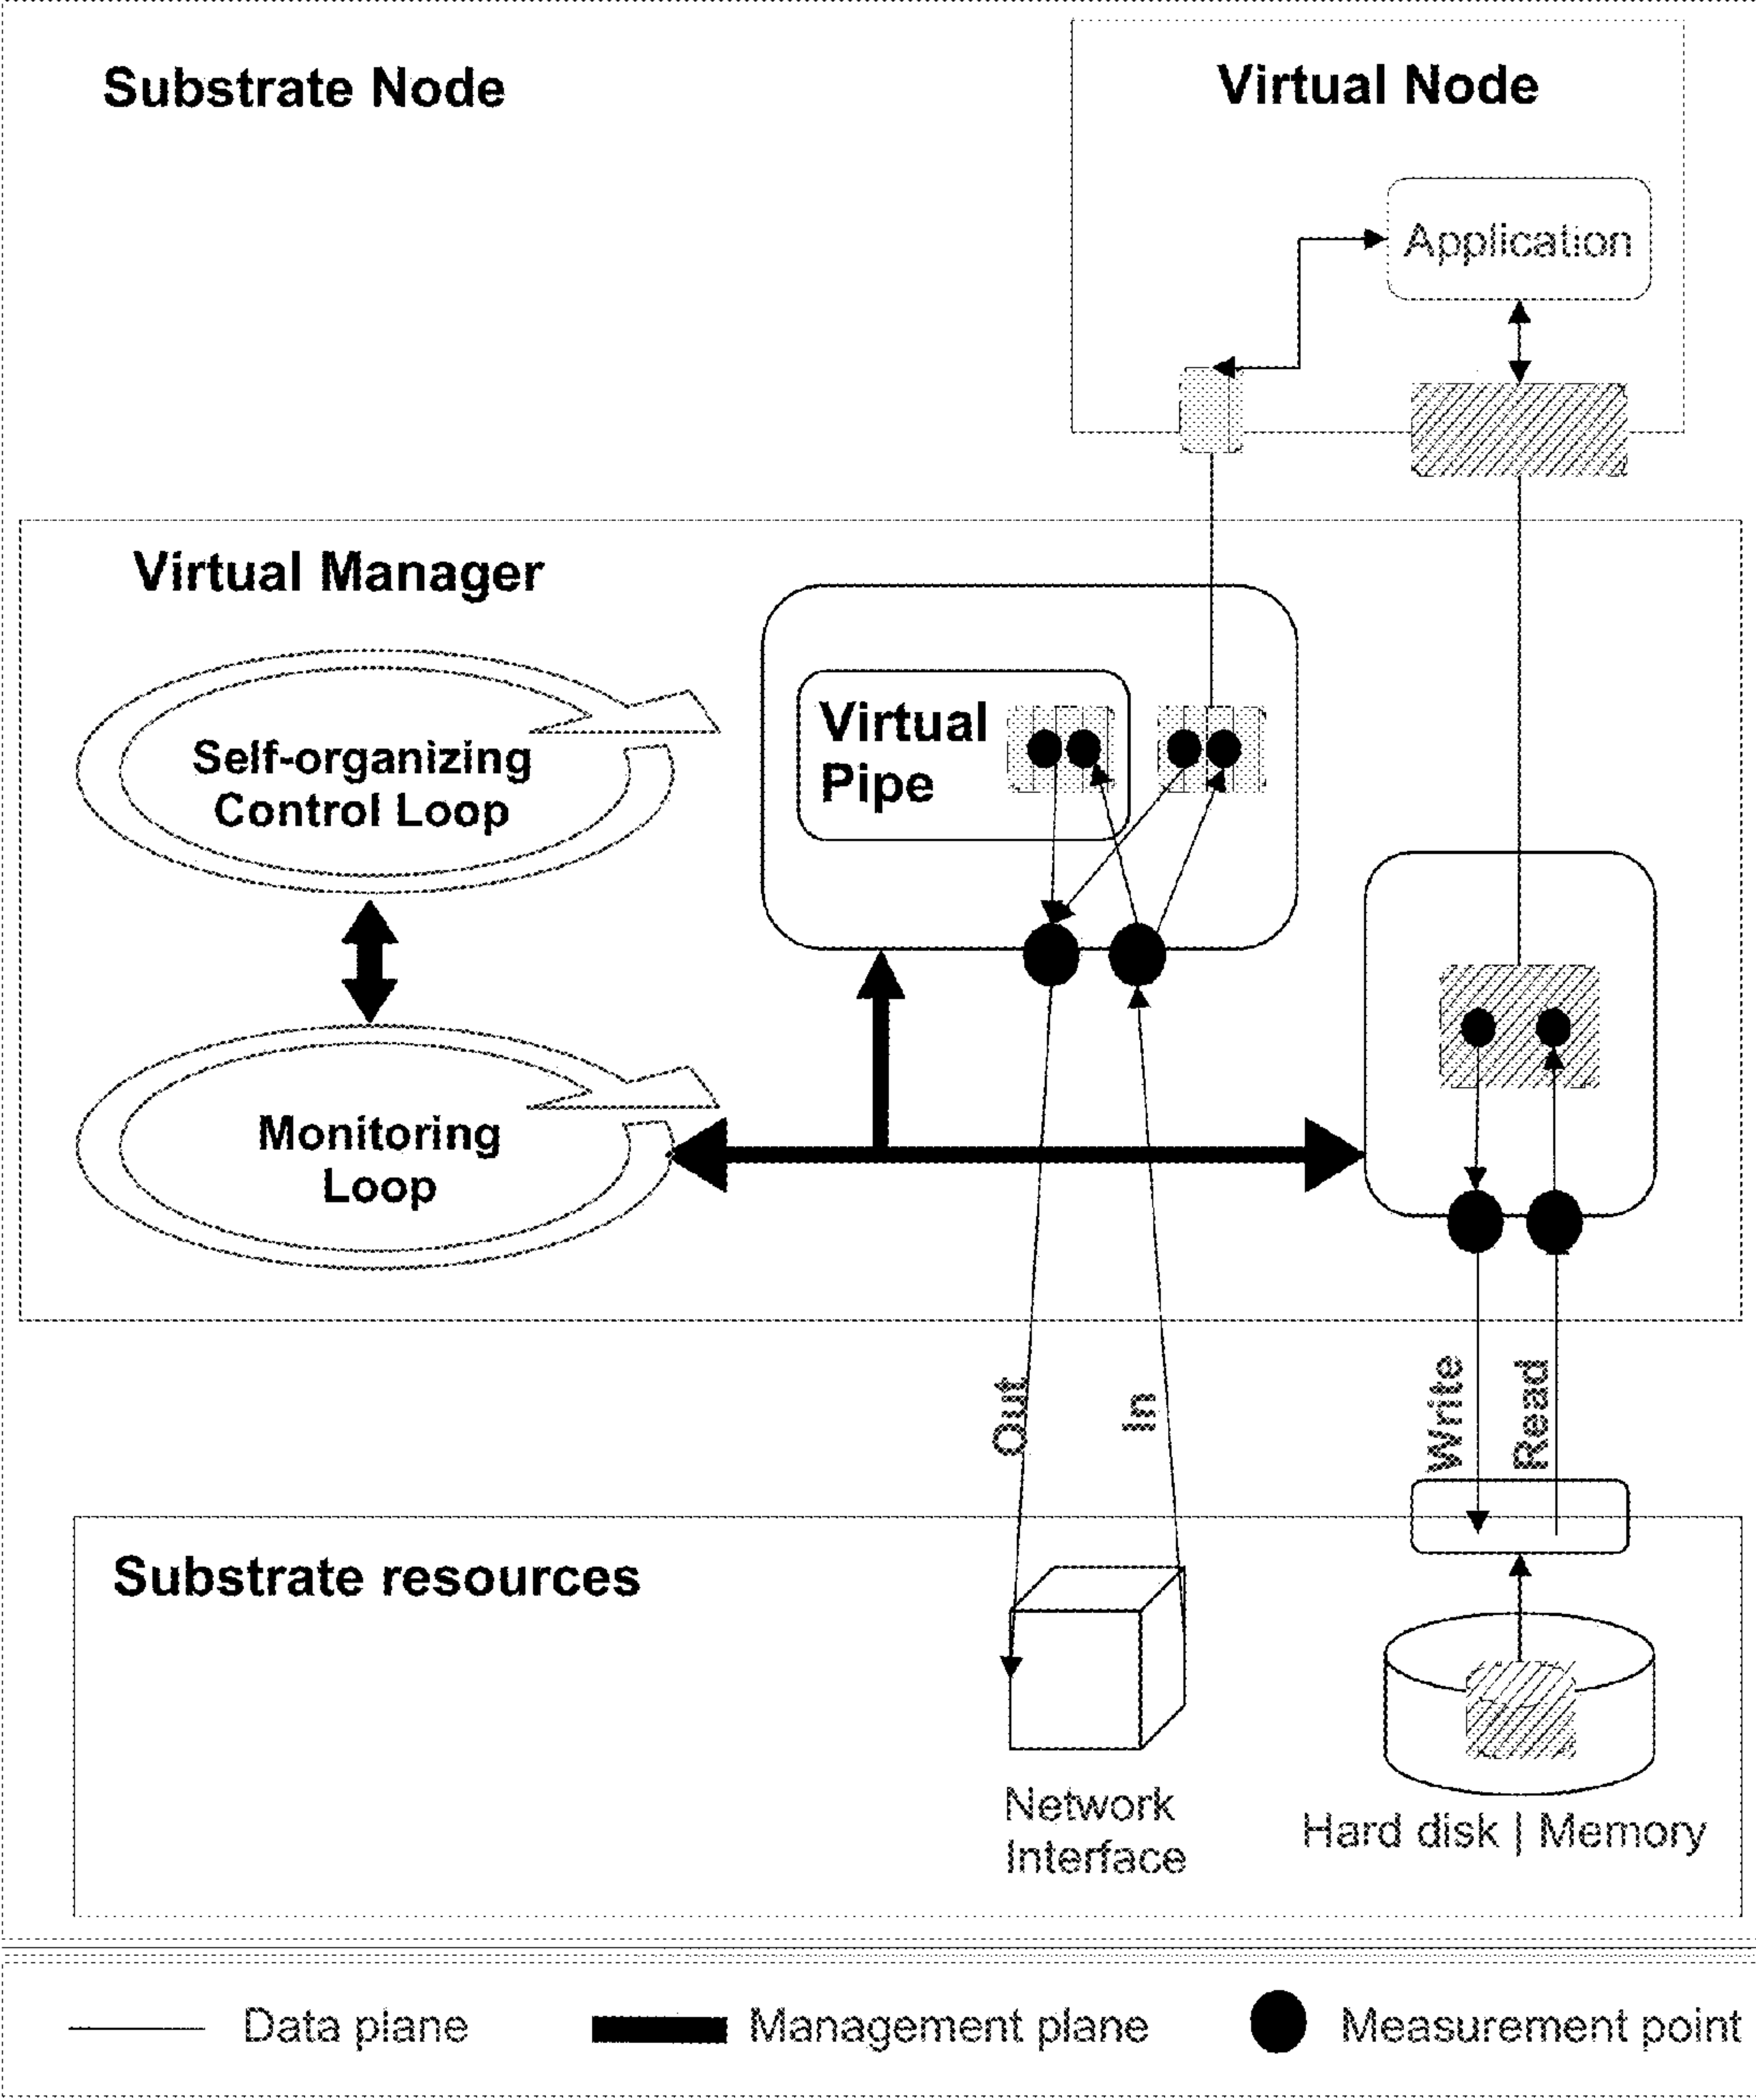 Substrate Node
Virtual Node
Application
Virtual Manager
Virtual
Pipe
Self-organizing
Control Loop
Monitoring
Loop
Out
In
Write
Read
Substrate resources
Network
Interface
Hard disk | Memory
Data plane
Management plane
Measurement point